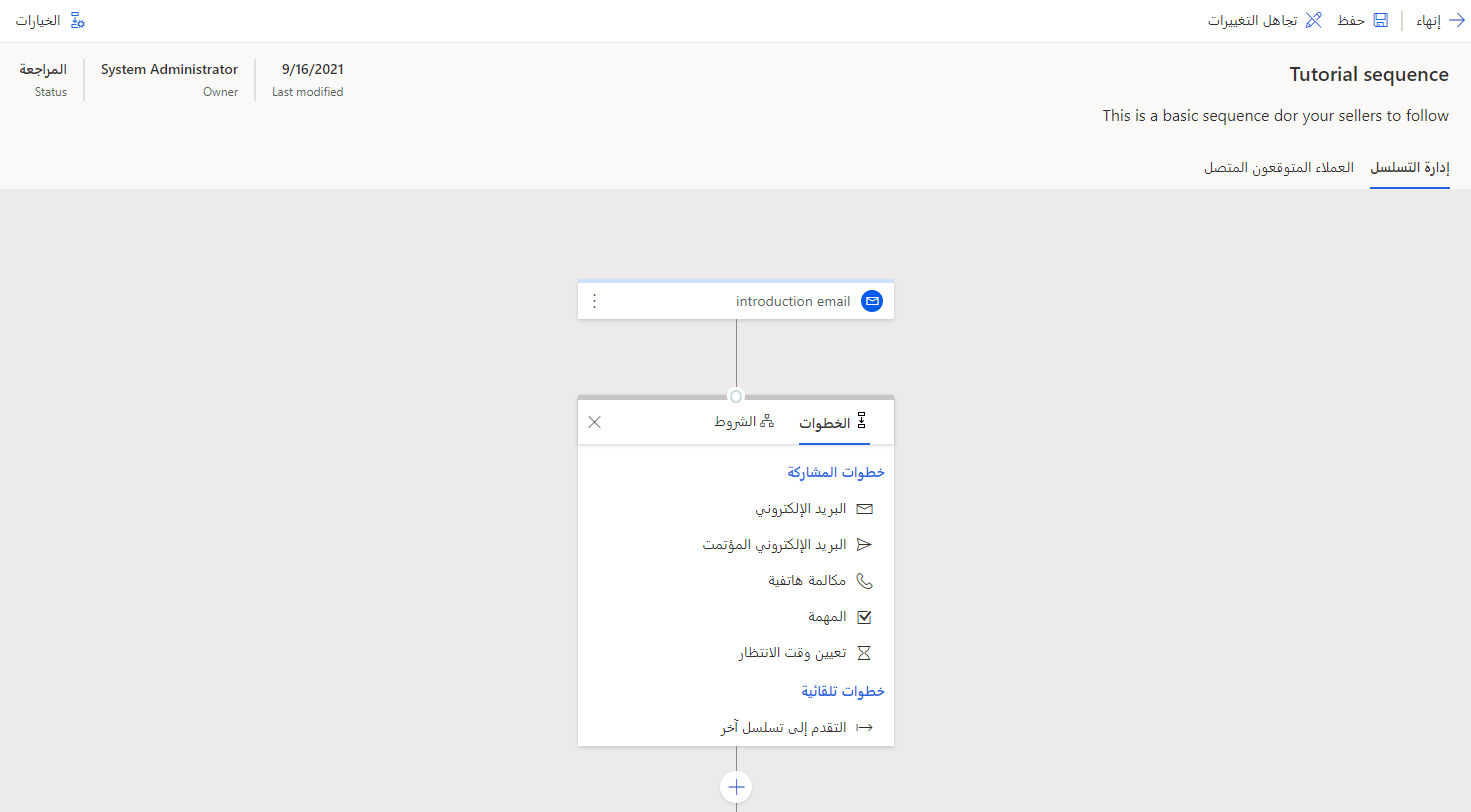 إنهاء
حفظ
تجاهل التغييرات
الخيارات
Tutorial sequence
This is a basic sequence dor your sellers to follow
9/16/2021
Last modified
System Administrator
Owner
المراجعة
Status
إدارة التسلسل
العملاء المتوقعون المتصل
introduction email
الخطوات
الشروط
خطوات المشاركة
البريد الإلكتروني
البريد الإلكتروني المؤتمت
مكالمة هاتفية
المهمة
تعيين وقت الانتظار
خطوات تلقائية
التقدم إلى تسلسل آخر